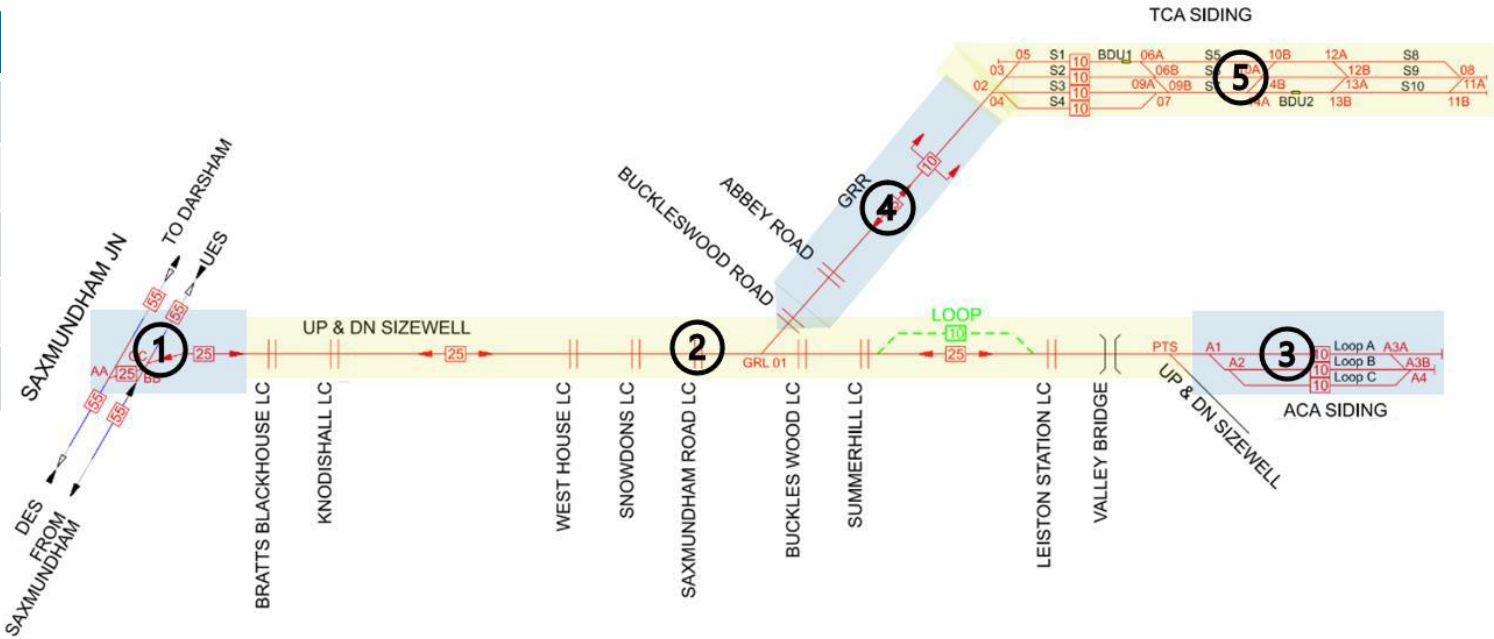 TCA SIDING
05 S1 10 BDU1 06A S5 10B 12A S8
03 S2 10 06B 12B S9 08
02 S3 10 09A 09B 4B 13A S10 11A
04 S4 10 07 BDU2 13B 11B
5
10
GRR
4
ABBEY ROAD
BUCKLESWOOD ROAD
SAXMUNDHAM JN
TO DARSHAM
UES
55
55
1
CC
AA 25 BB
25
55
55
DES
FROM
SAXMUNDHAM
UP & DN SIZEWELL
25
2
GRL 01
LOOP
10
25
PTS
A1
A2
3
10 Loop A A3A
10 Loop B A3B
10 Loop C A4
ACA SIDING
UP & DN SIZEWELL
BRATTS BLACKHOUSE LC
KNODISHALL LC
WEST HOUSE LC
SNOWDONS LC
SAXMUNDHAM ROAD LC
BUCKLES WOOD LC
SUMMERHILL LC
LEISTON STATION LC
VALLEY BRIDGE